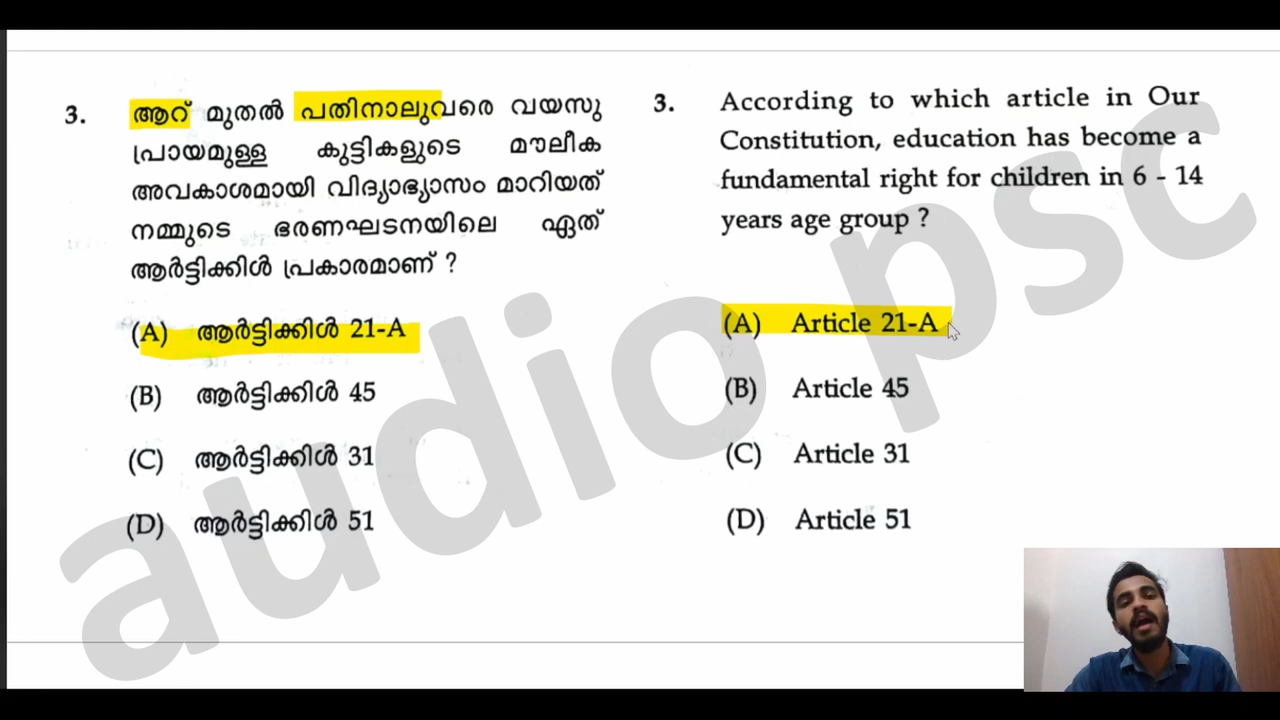 3. ആറ് മുതൽ പതിനാലുവരെ വയസു
പ്രായമുള്ള കുട്ടികളുടെ മൗലീക
അവകാശമായി വിദ്യാഭ്യാസം മാറിയത്
നമ്മുടെ ഭരണഘടനയിലെ ഏത്
ആർട്ടിക്കിൾ പ്രകാരമാണ് ?
(A) ആർട്ടിക്കിൾ 21-A
(B) ആർട്ടിക്കിൾ 45
(C) ആർട്ടിക്കിൾ 31
(D) ആർട്ടിക്കിൾ 51
3. According to which article in Our
Constitution, education has become a
fundamental right for children in 6 - 14
years age group ?
(A) Article 21-A
(B) Article 45
(C) Article 31
(D) Article 51
audio psc